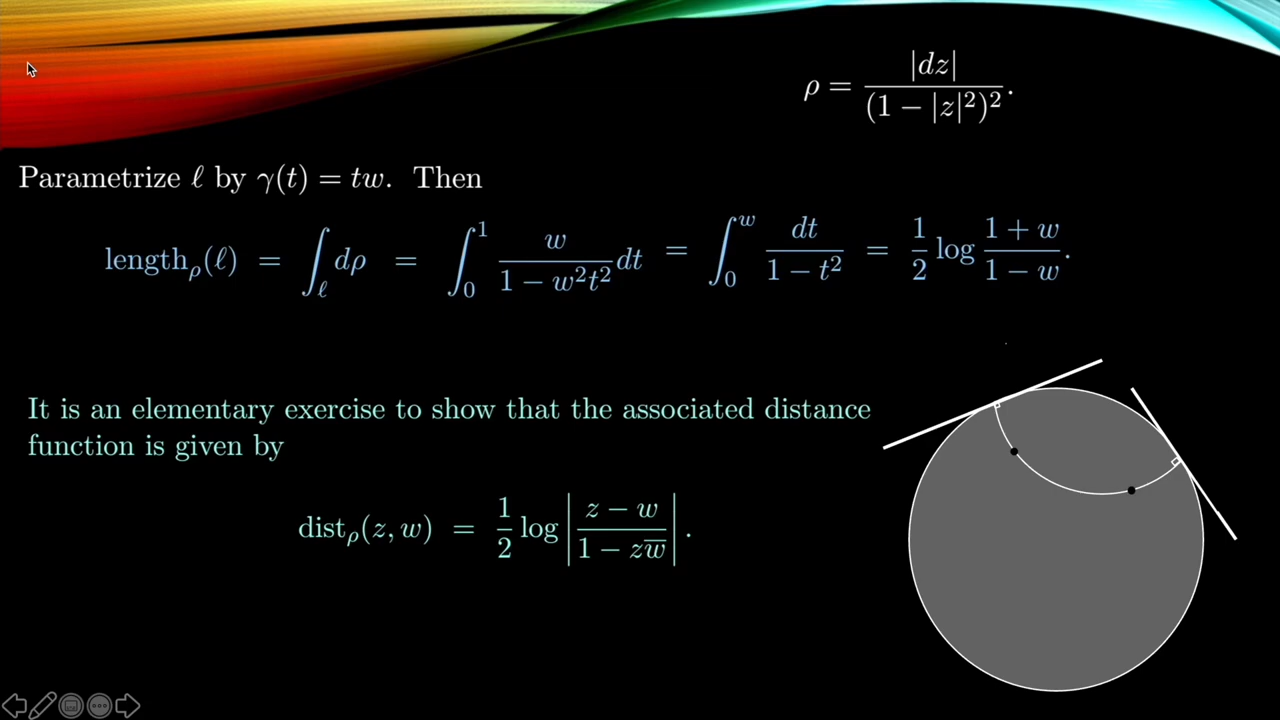 ρ = |dz| / (1 − |z|²)².
Parametrize ℓ by γ(t) = tw. Then
length_ρ(ℓ) = ∫_ℓ dρ = ∫_0^1 w / (1 − w²t²) dt = ∫_0^w dt / (1 − t²) = 1/2 log (1 + w) / (1 − w).
It is an elementary exercise to show that the associated distance
function is given by
dist_ρ(z, w) = 1/2 log |(z − w) / (1 − zw̅)|.